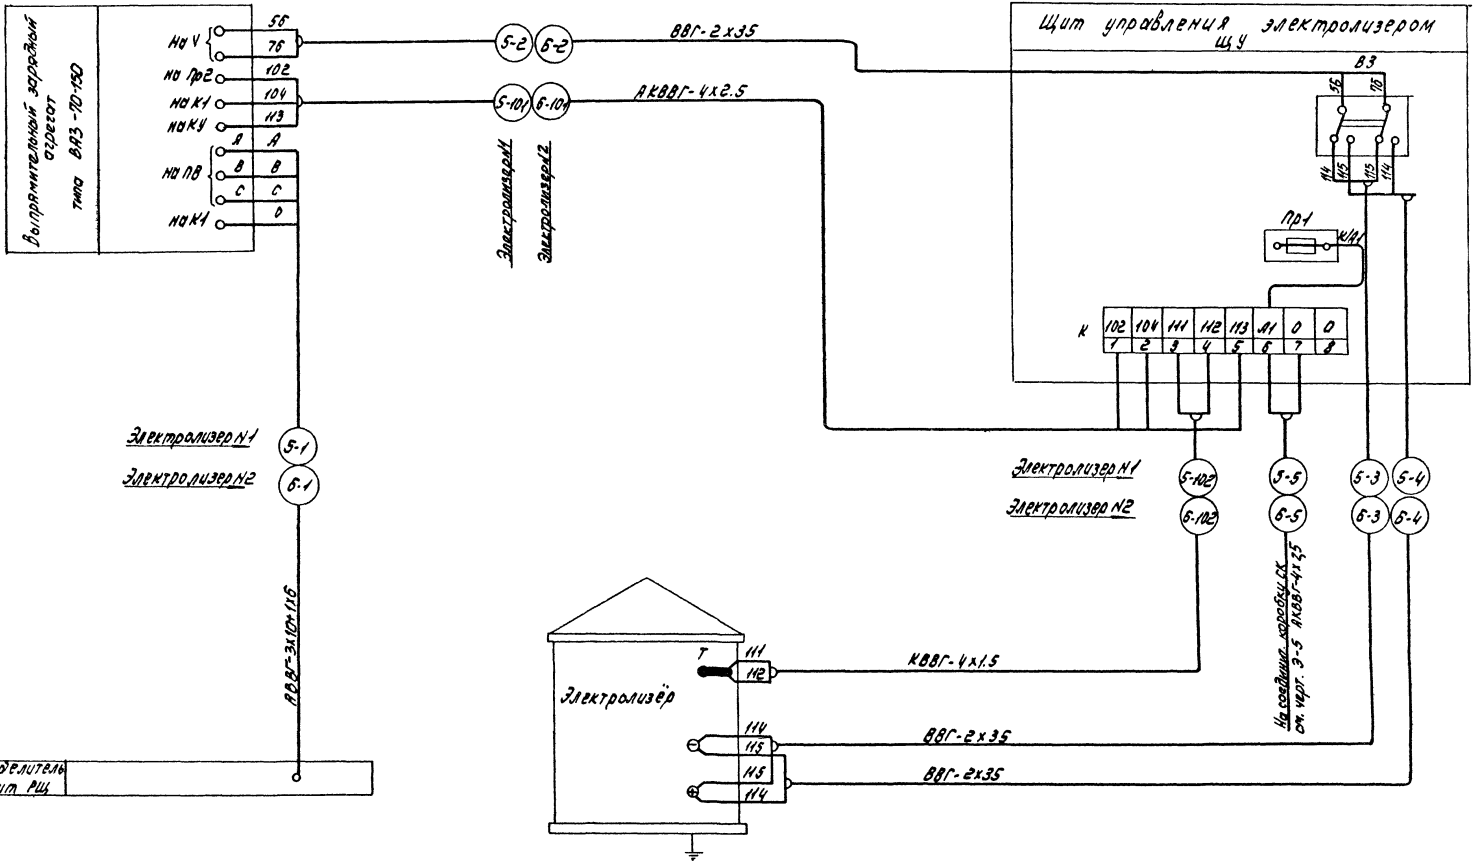 Выпрямительный зарядный
агрегат
типа ВАЗ-70-150
на V
56
76
на Пр2
102
на К1
104
на КУ
113
на ПВ
А А
В В
С С
на К1
0
5-2
6-2
ВВГ-2х35
5-101
6-101
АКВВГ-4х2.5
Электролизер N1
Электролизер N2
Щит управления электролизером
ЩУ
В3
56
76
114
115
115
114
Пр1
К/А1
К
102 104 111 112 113 А1 0 0
1 2 3 4 5 6 7 8
Электролизер N1
5-1
Электролизер N2
6-1
АВВГ-3х10+1х6
Электролизер N1
5-102
5-5
5-3
5-4
Электролизер N2
6-102
6-5
6-3
6-4
На соединит. коробку СК
см. черт. Э-5 АКВВГ-4х2,5
Т
111
112
КВВГ-4х1.5
Электролизёр
114
115
ВВГ-2х35
115
114
ВВГ-2х35
делитель
ит РЩ